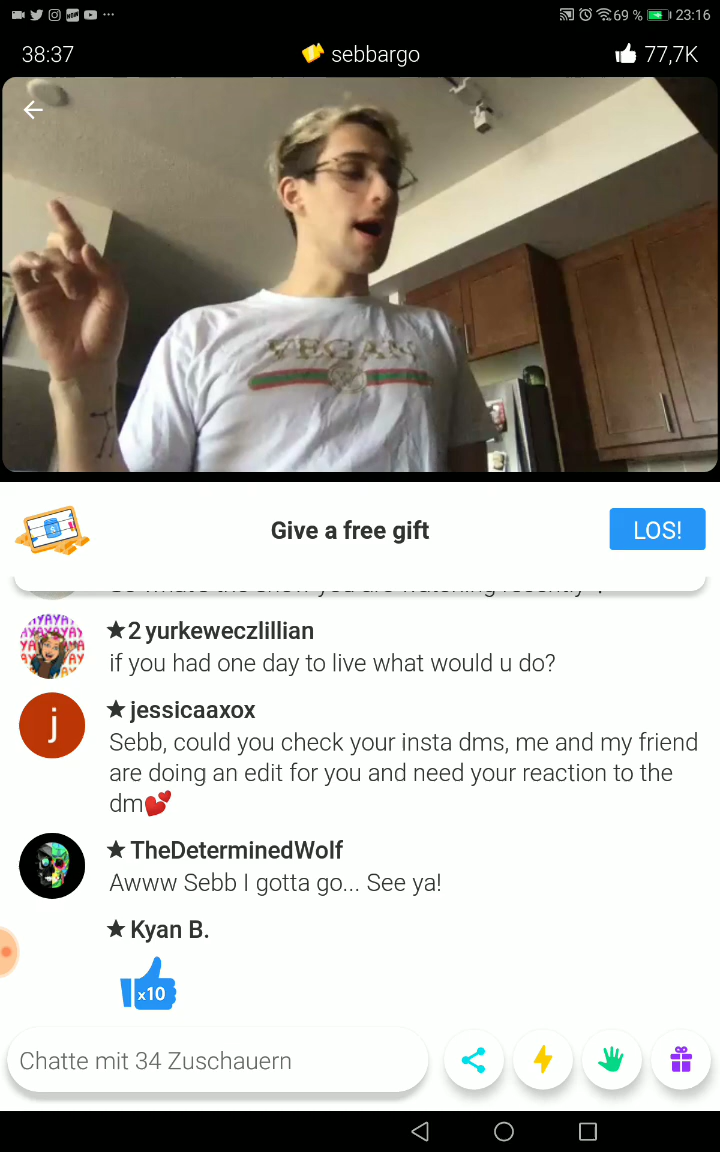 69 % 23:16
38:37 sebbargo 77,7K
VEGAN
Give a free gift
LOS!
★2 yurkeweczlillian
if you had one day to live what would u do?
j
★ jessicaaxox
Sebb, could you check your insta dms, me and my friend
are doing an edit for you and need your reaction to the
dm💕
★ TheDeterminedWolf
Awww Sebb I gotta go... See ya!
★ Kyan B.
x10
Chatte mit 34 Zuschauern